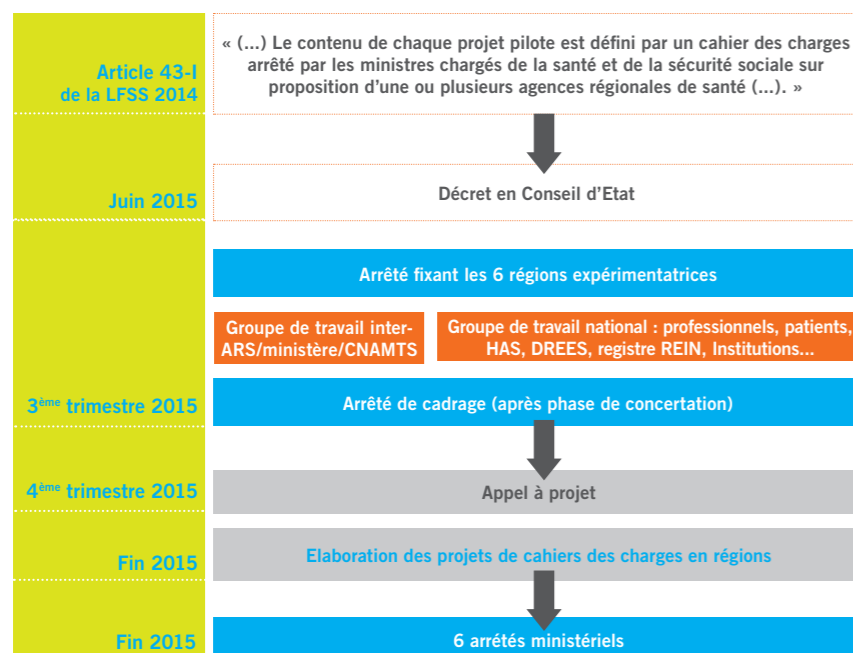 Article 43-I
de la LFSS 2014
« (...) Le contenu de chaque projet pilote est défini par un cahier des charges
arrêté par les ministres chargés de la santé et de la sécurité sociale sur
proposition d’une ou plusieurs agences régionales de santé (...). »
Juin 2015
Décret en Conseil d’Etat
Arrêté fixant les 6 régions expérimentatrices
Groupe de travail inter-
ARS/ministère/CNAMTS
Groupe de travail national : professionnels, patients,
HAS, DREES, registre REIN, Institutions...
3ème trimestre 2015
Arrêté de cadrage (après phase de concertation)
4ème trimestre 2015
Appel à projet
Fin 2015
Elaboration des projets de cahiers des charges en régions
Fin 2015
6 arrétés ministériels